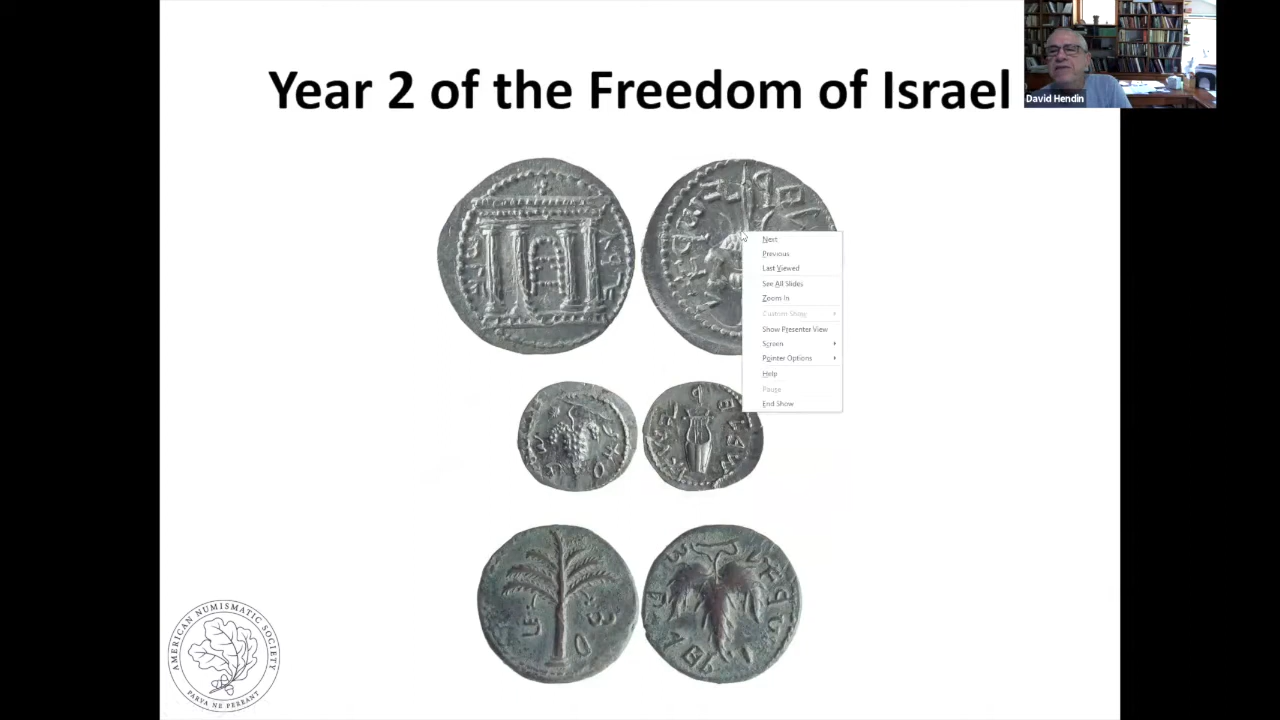 Year 2 of the Freedom of Israel
David Hendin
Next
Previous
Last Viewed
See All Slides
Zoom In
Custom Show
Show Presenter View
Screen
Pointer Options
Help
Pause
End Show
AMERICAN NUMISMATIC SOCIETY
PARVA NE PEREANT